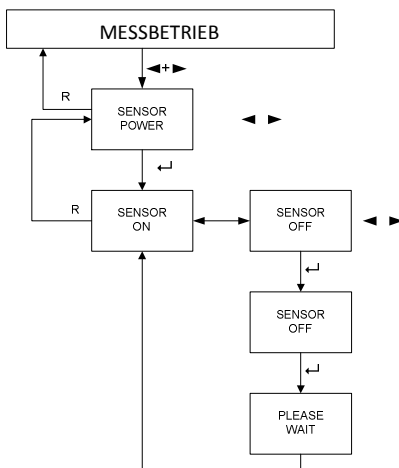 MESSBETRIEB
◄+►
R
SENSOR
POWER
◄ ►
↵
R
SENSOR
ON
SENSOR
OFF
◄ ►
↵
SENSOR
OFF
↵
PLEASE
WAIT